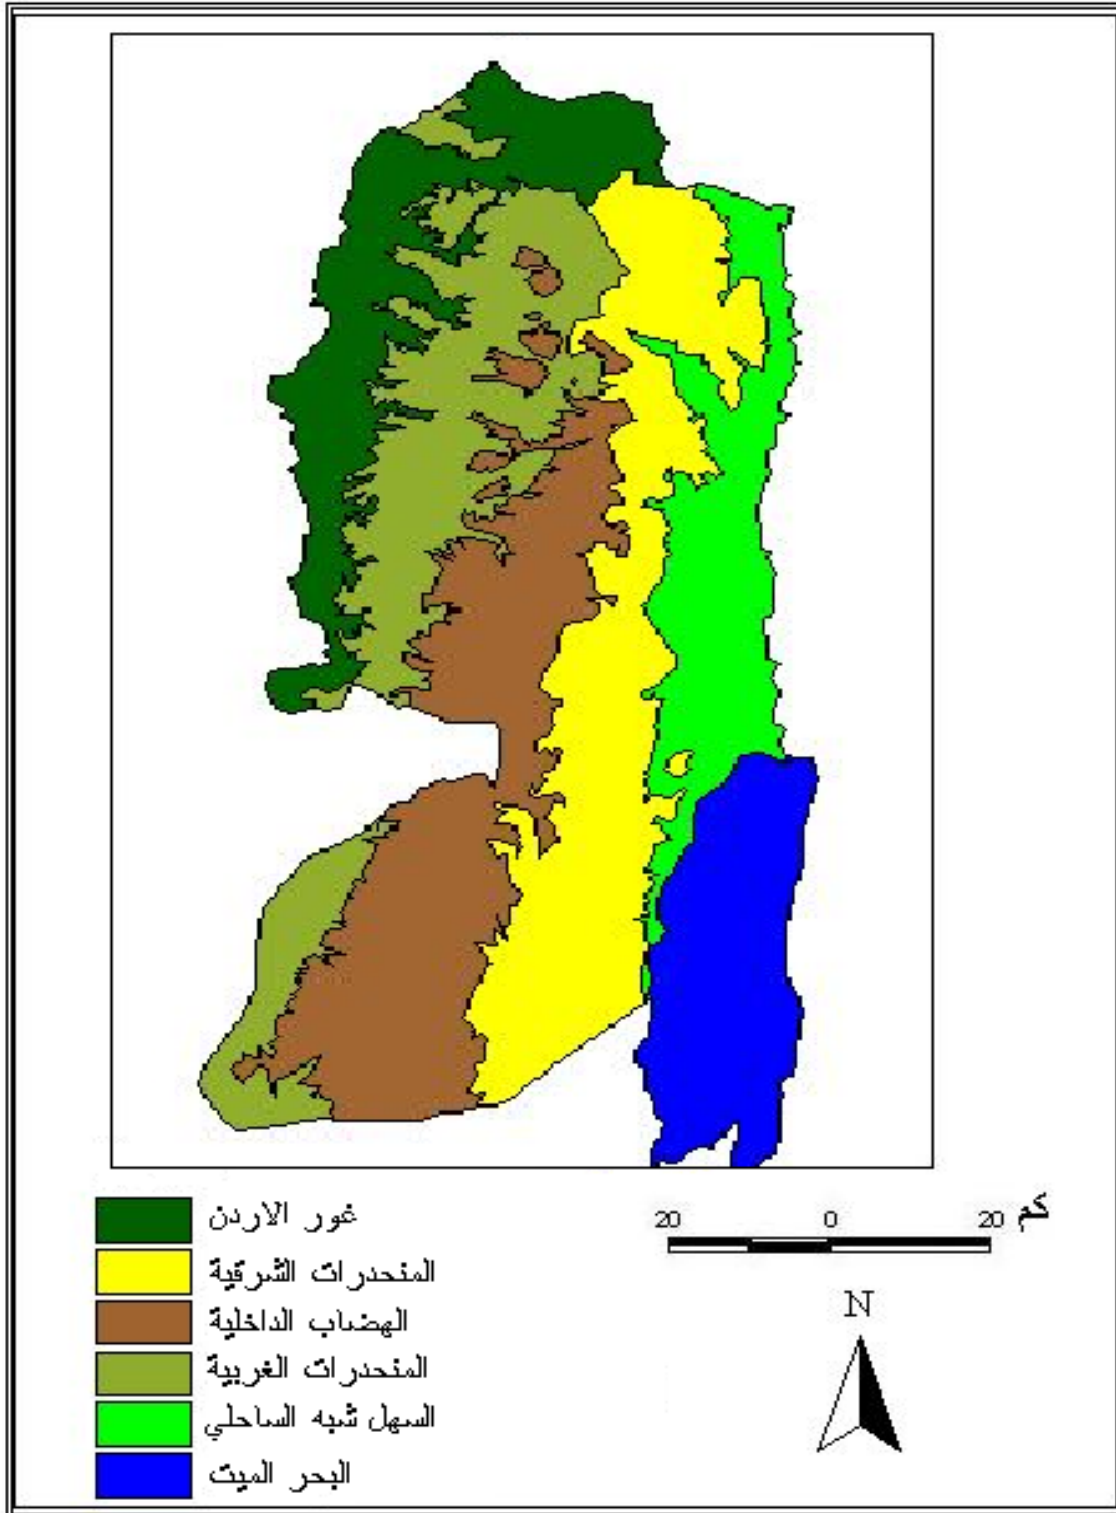 غور الاردن
المنحدرات الشرقية
الهضاب الداخلية
المنحدرات الغربية
السهل شبه الساحلي
البحر الميت
20 0 20 كم
N